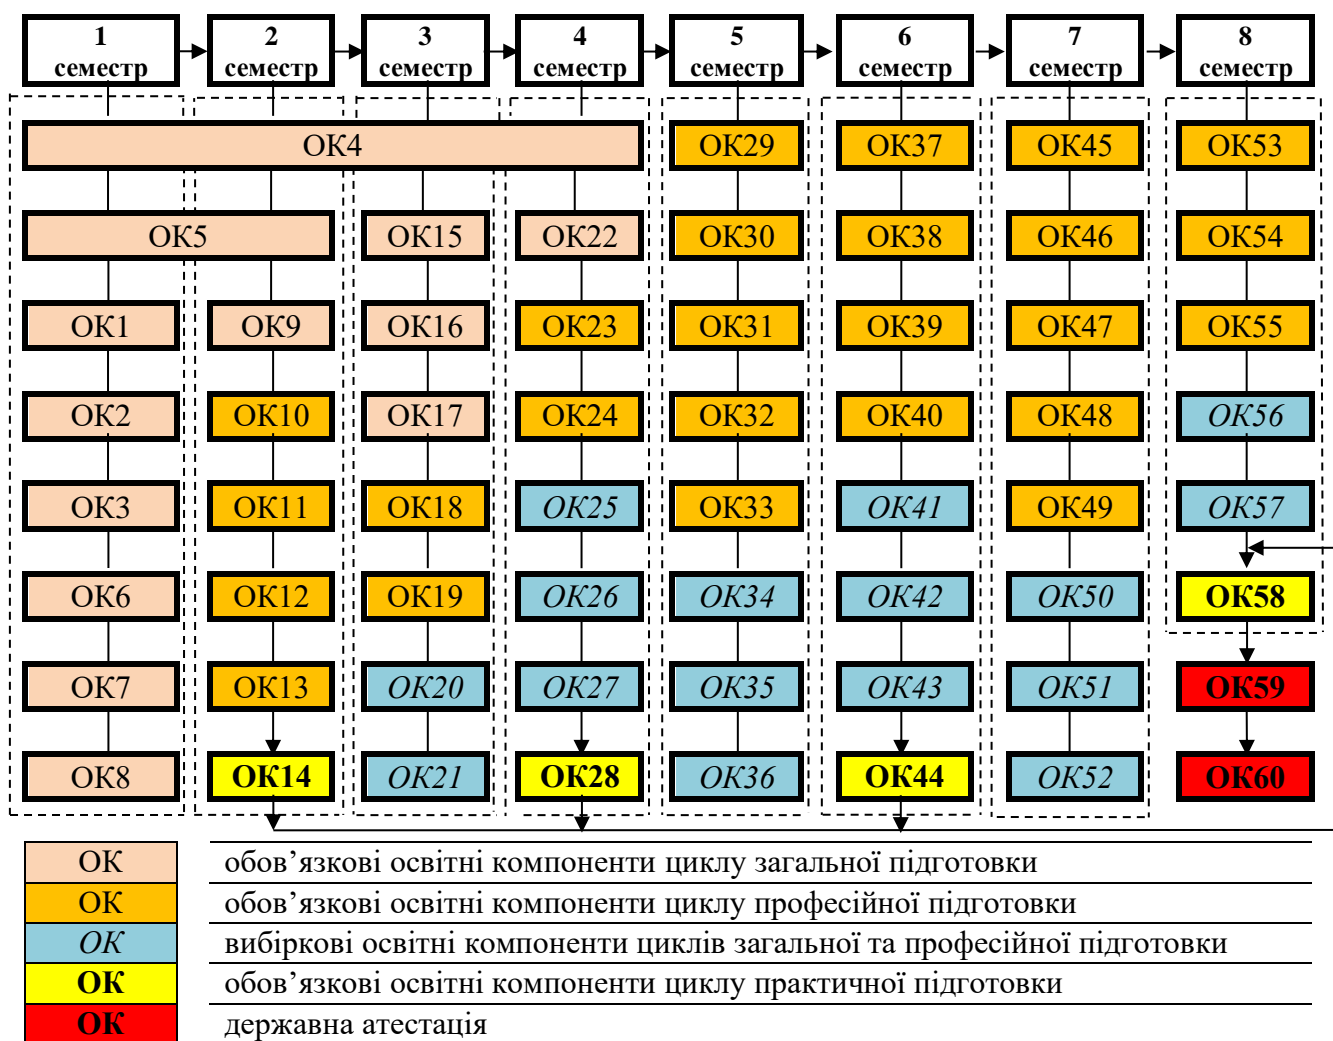 1 семестр
2 семестр
3 семестр
4 семестр
5 семестр
6 семестр
7 семестр
8 семестр
ОК4 ОК29 ОК37 ОК45 ОК53
ОК5 ОК15 ОК22 ОК30 ОК38 ОК46 ОК54
ОК1 ОК9 ОК16 ОК23 ОК31 ОК39 ОК47 ОК55
ОК2 ОК10 ОК17 ОК24 ОК32 ОК40 ОК48 ОК56
ОК3 ОК11 ОК18 ОК25 ОК33 ОК41 ОК49 ОК57
ОК6 ОК12 ОК19 ОК26 ОК34 ОК42 ОК50 ОК58
ОК7 ОК13 ОК20 ОК27 ОК35 ОК43 ОК51 ОК59
ОК8 ОК14 ОК21 ОК28 ОК36 ОК44 ОК52 ОК60
ОК обов’язкові освітні компоненти циклу загальної підготовки
ОК обов’язкові освітні компоненти циклу професійної підготовки
ОК вибіркові освітні компоненти циклів загальної та професійної підготовки
ОК обов’язкові освітні компоненти циклу практичної підготовки
ОК державна атестація